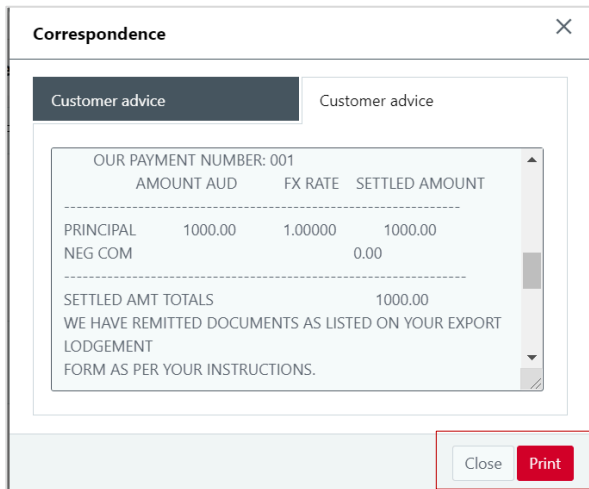 Correspondence
Customer advice
Customer advice
OUR PAYMENT NUMBER: 001
AMOUNT AUD FX RATE SETTLED AMOUNT
----------------------------------------------------------------
PRINCIPAL 1000.00 1.00000 1000.00
NEG COM 0.00
-----------------------------------------------------------------
SETTLED AMT TOTALS 1000.00
WE HAVE REMITTED DOCUMENTS AS LISTED ON YOUR EXPORT
LODGEMENT
FORM AS PER YOUR INSTRUCTIONS.
Close Print